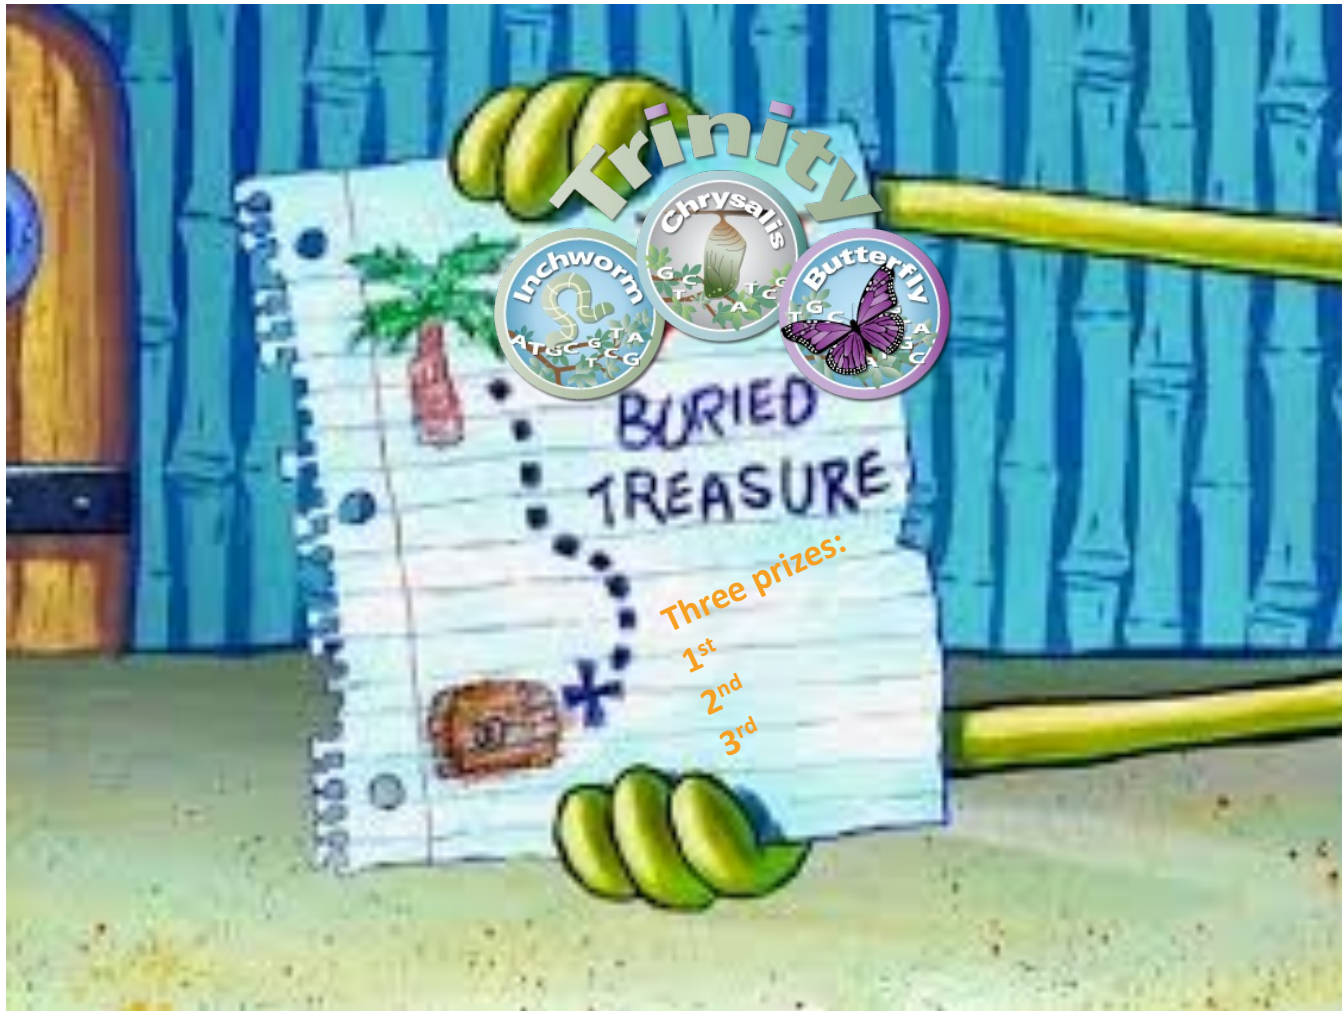 Trinity
Chrysalis
G C T A T C
Inchworm
A T G C G T A T C G
Butterfly
T G C T A G A C
BURIED
TREASURE
Three prizes:
1st
2nd
3rd